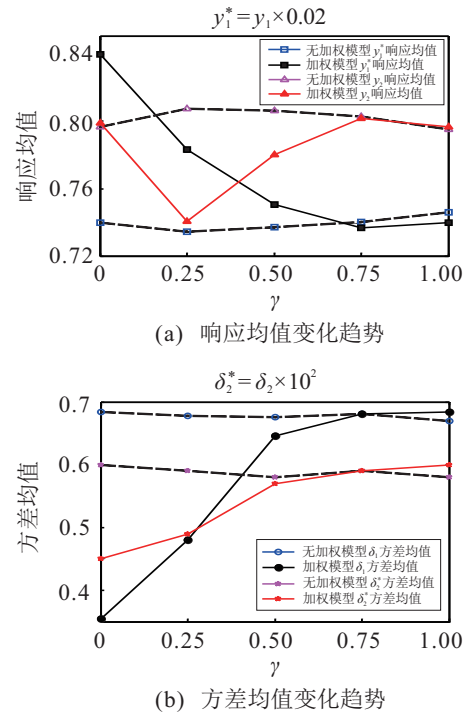 y₁* = y₁ × 0.02
0.84
0.80
0.76
0.72
响应均值
无加权模型 y₁* 响应均值
加权模型 y₁* 响应均值
无加权模型 y₂ 响应均值
加权模型 y₂ 响应均值
0 0.25 0.50 0.75 1.00
γ
(a) 响应均值变化趋势
δ₂* = δ₂ × 10²
0.7
0.6
0.5
0.4
方差均值
无加权模型 δ₁ 方差均值
加权模型 δ₁ 方差均值
无加权模型 δ₂* 方差均值
加权模型 δ₂* 方差均值
0 0.25 0.50 0.75 1.00
γ
(b) 方差均值变化趋势